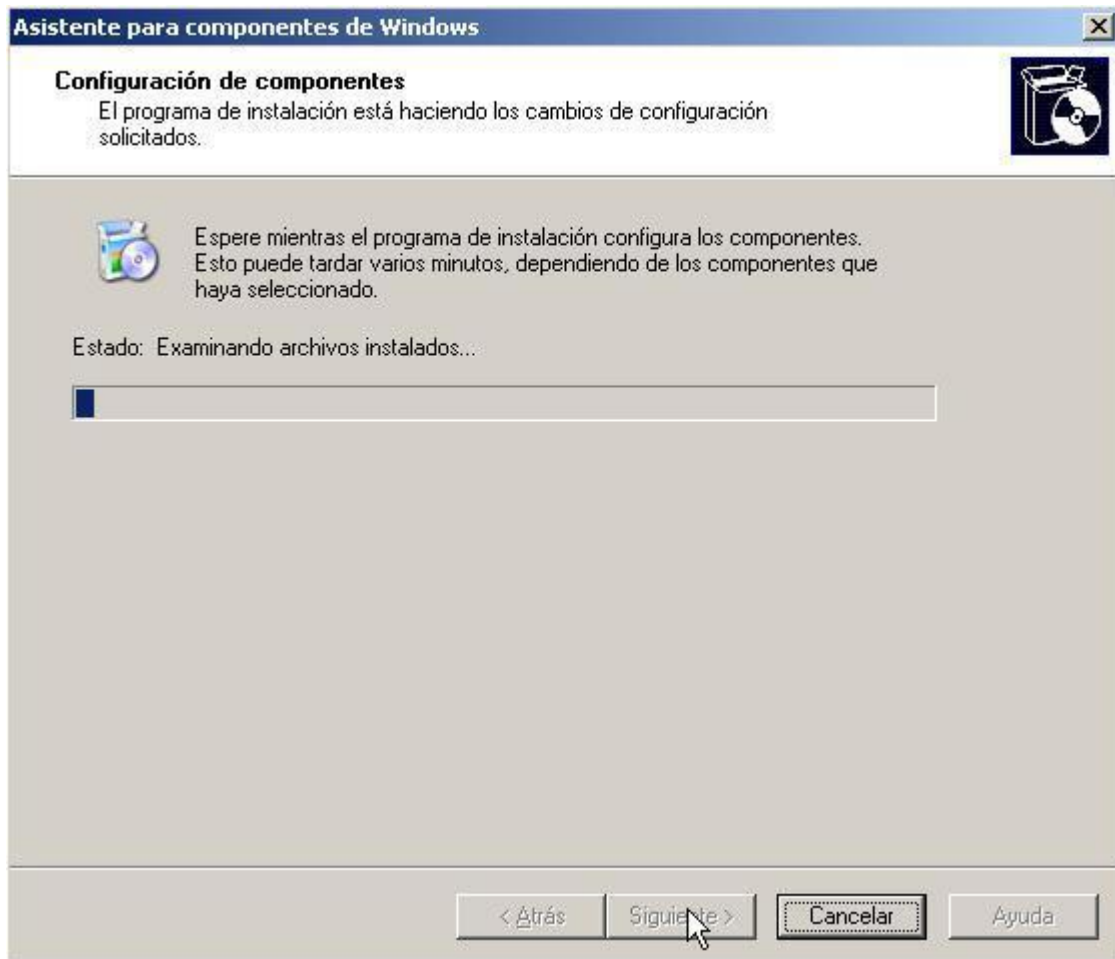 Asistente para componentes de Windows
Configuración de componentes
El programa de instalación está haciendo los cambios de configuración
solicitados.
Espere mientras el programa de instalación configura los componentes.
Esto puede tardar varios minutos, dependiendo de los componentes que
haya seleccionado.
Estado: Examinando archivos instalados...
< Atrás
Siguiente >
Cancelar
Ayuda